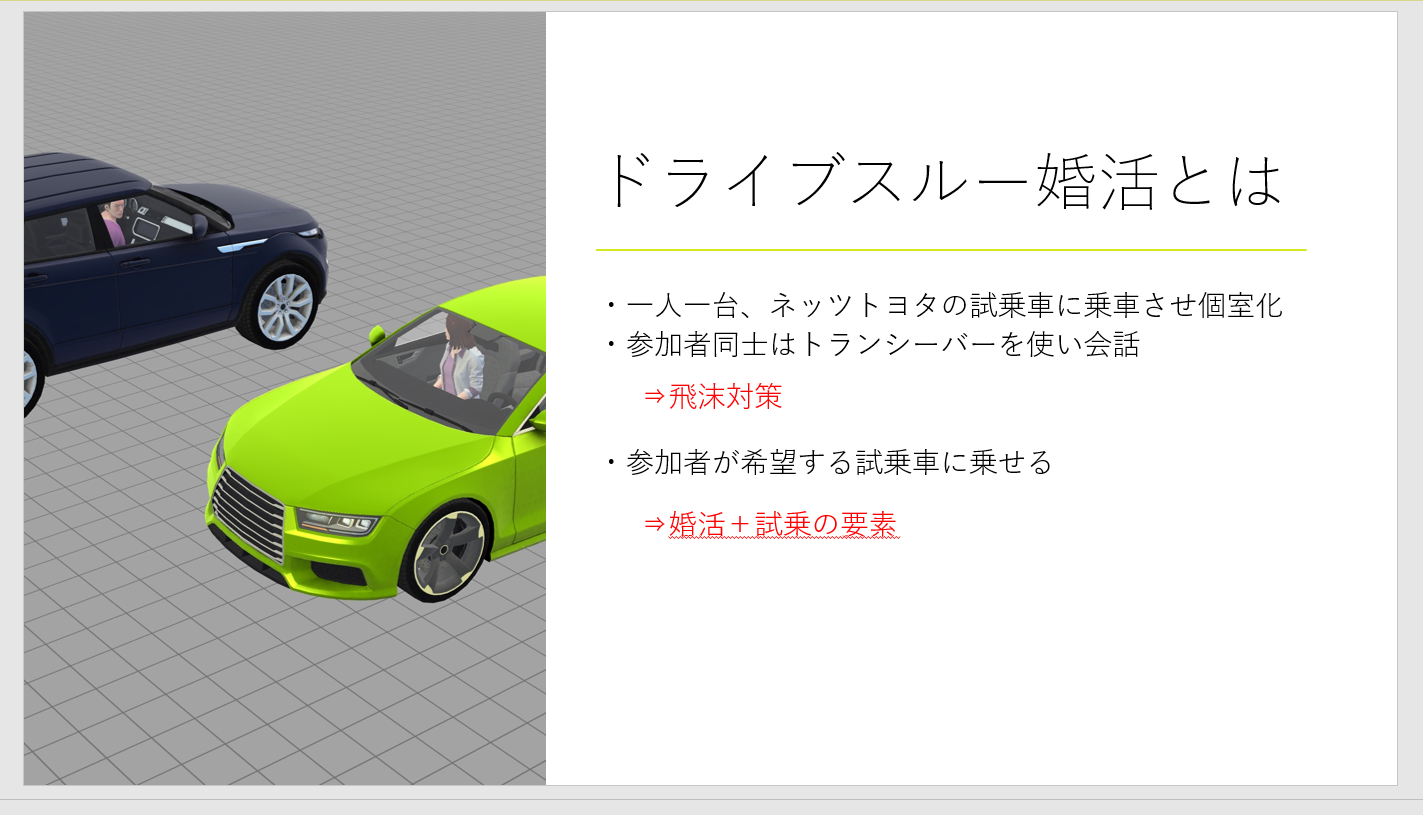 ドライブスルー婚活とは
・一人一台、ネッツトヨタの試乗車に乗車させ個室化
・参加者同士はトランシーバーを使い会話
⇒飛沫対策
・参加者が希望する試乗車に乗せる
⇒婚活＋試乗の要素